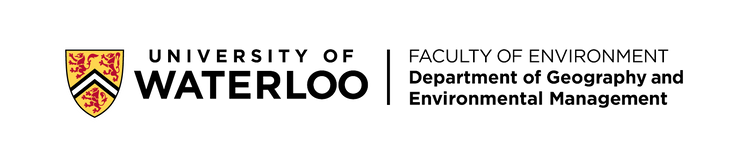 UNIVERSITY OF
WATERLOO
FACULTY OF ENVIRONMENT
Department of Geography and
Environmental Management